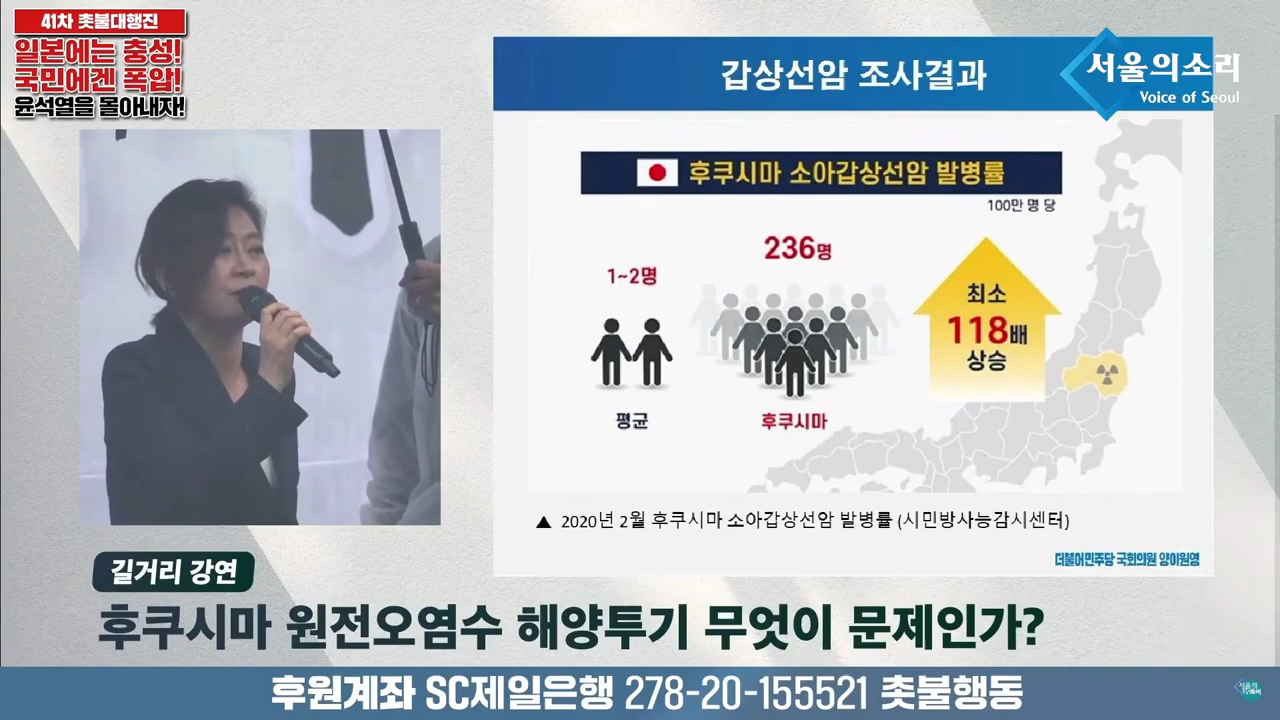 41차 촛불대행진
일본에는 충성!
국민에겐 폭압!
윤석열을 몰아내자!
갑상선암 조사결과
서울의소리
Voice of Seoul
후쿠시마 소아갑상선암 발병률
100만 명 당
1~2명
236명
최소
118배
상승
평균
후쿠시마
▲ 2020년 2월 후쿠시마 소아갑상선암 발병률 (시민방사능감시센터)
더불어민주당 국회의원 양이원영
길거리 강연
후쿠시마 원전오염수 해양투기 무엇이 문제인가?
후원계좌 SC제일은행 278-20-155521 촛불행동